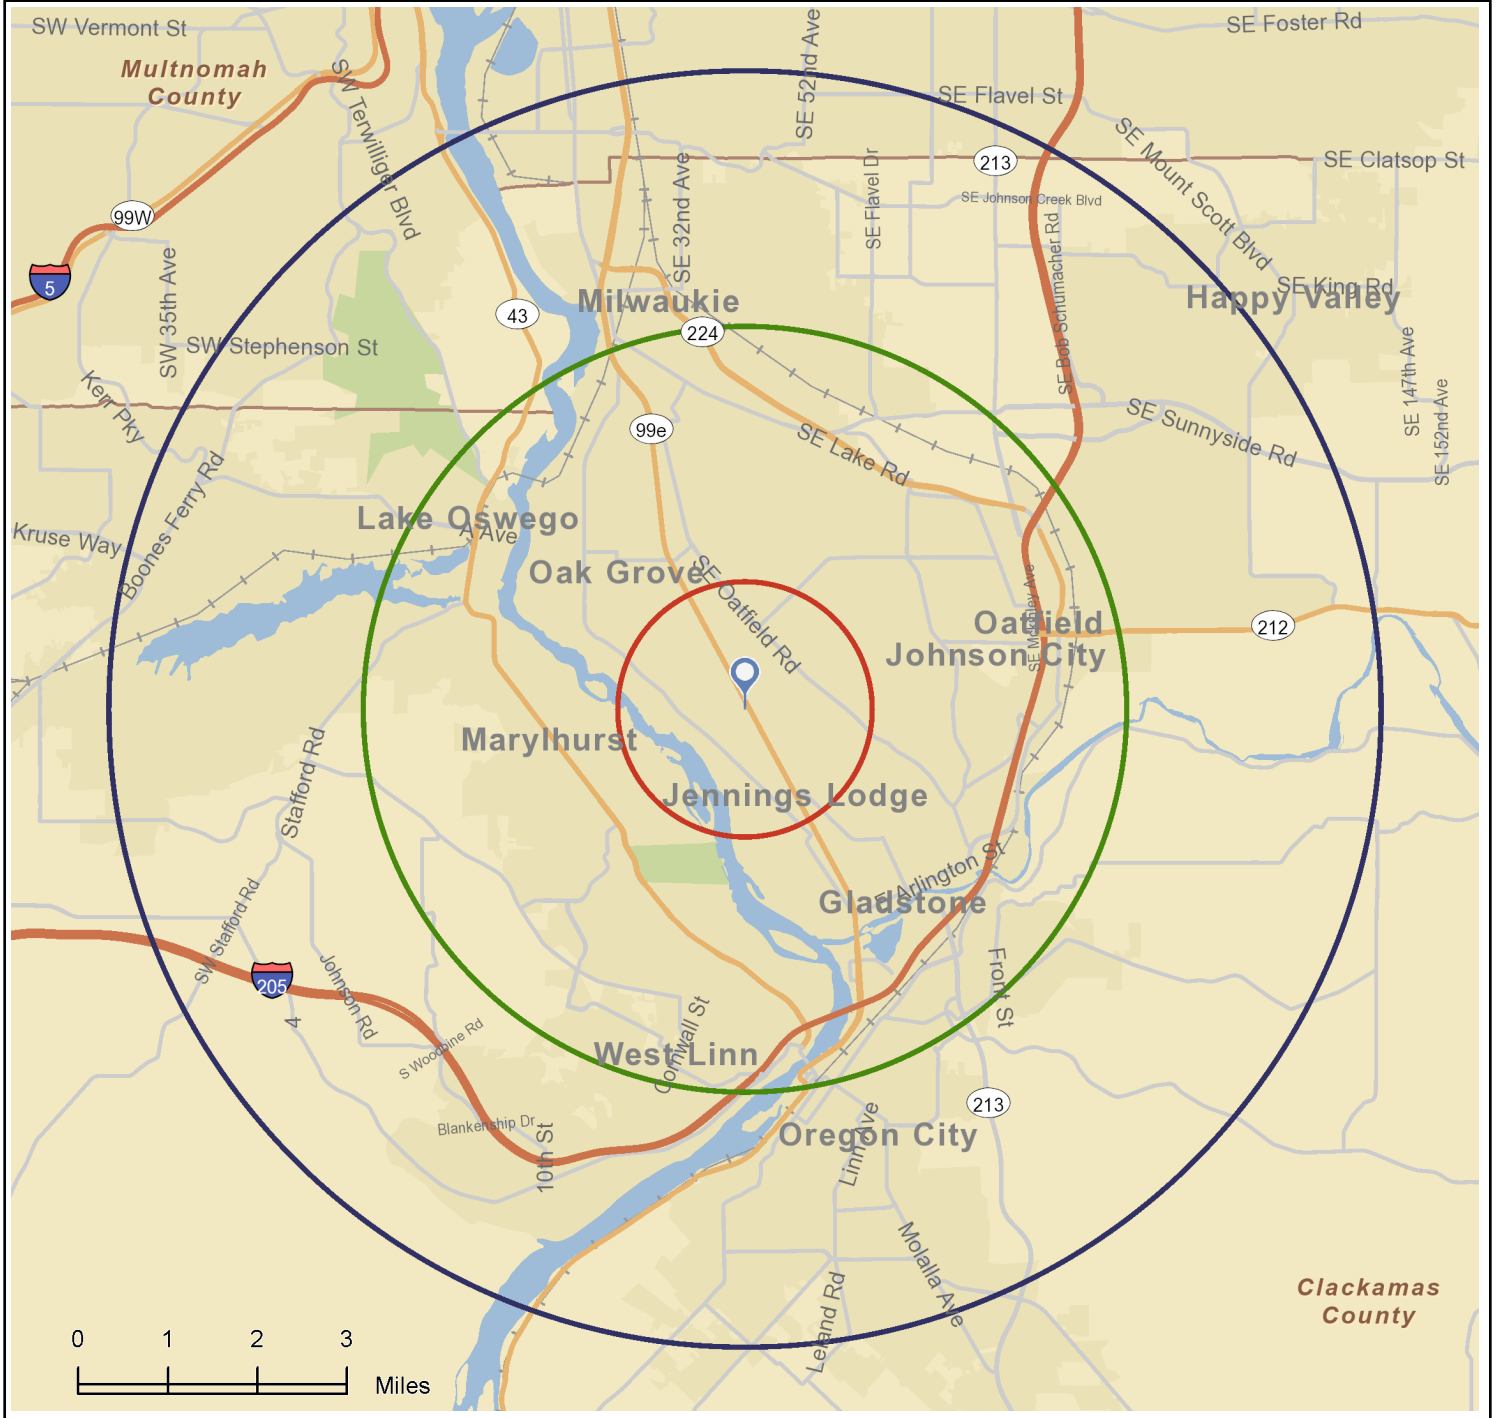 SW Vermont St
SE 52nd Ave
SE Foster Rd
Multnomah
County
SW Terwilliger Blvd
SE Flavel St
SE Mount Scott Blvd
213
SE Clatsop St
SE Flavel Dr
SE 32nd Ave
SE Johnson Creek Blvd
99W
SE Bob Schumacher Rd
SW 35th Ave
5
SE King Rd
Happy Valley
Milwaukie
43
224
SW Stephenson St
SE 147th Ave
SE 152nd Ave
Kerr Pky
99e
SE Sunnyside Rd
SE Lake Rd
Boones Ferry Rd
Lake Oswego
A Ave
Kruse Way
Oak Grove
SE Oatfield Rd
SE Mckinley Ave
Oatfield
212
Johnson City
Marylhurst
Stafford Rd
Jennings Lodge
E Arlington St
Gladstone
SW Stafford Rd
205
Johnson Rd
Front St
4
S Woodbine Rd
Cornwall St
West Linn
213
Blankenship Dr
10th St
Oregon City
Linn Ave
Molalla Ave
Leland Rd
Clackamas
County
0 1 2 3
Miles